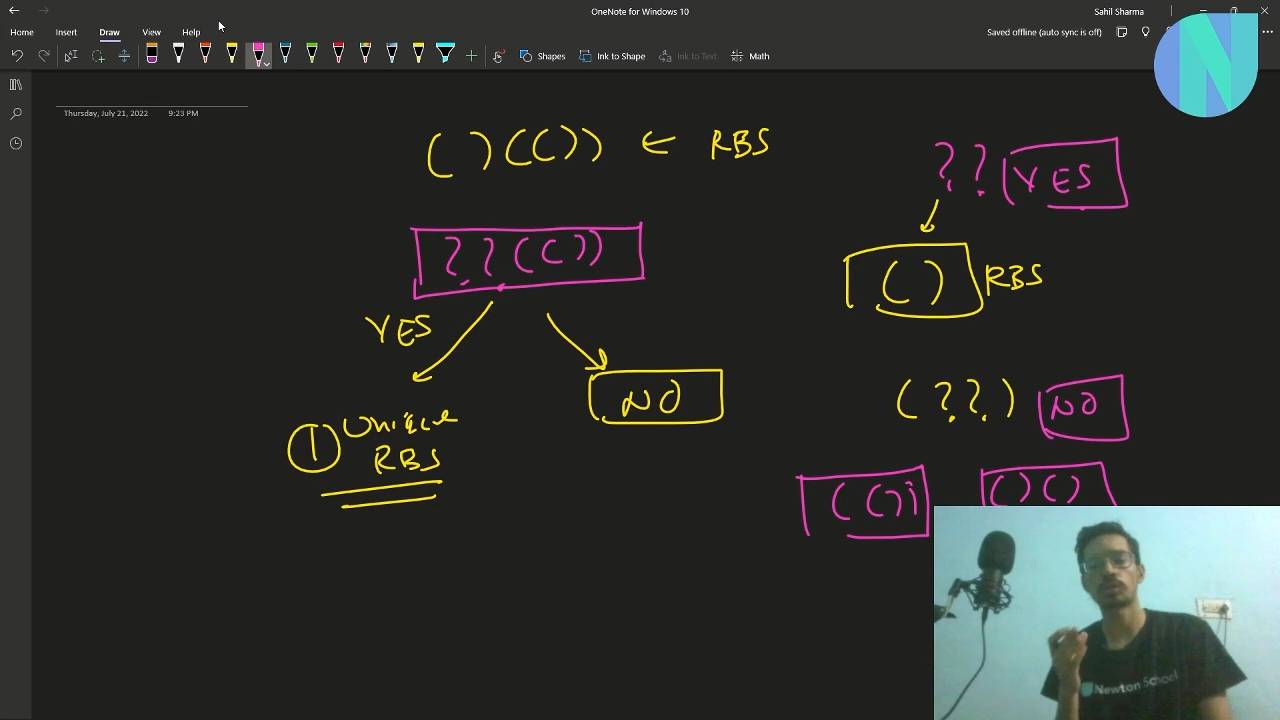 OneNote for Windows 10
Sahil Sharma
Home Insert Draw View Help
Saved offline (auto sync is off)
Shapes Ink to Shape Ink to Text Math
Thursday, July 21, 2022 9:23 PM
()(()) ← RBS
?? YES
??(())
() RBS
YES
NO
(??) NO
① Unique
RBS
(())
()()
Newton School